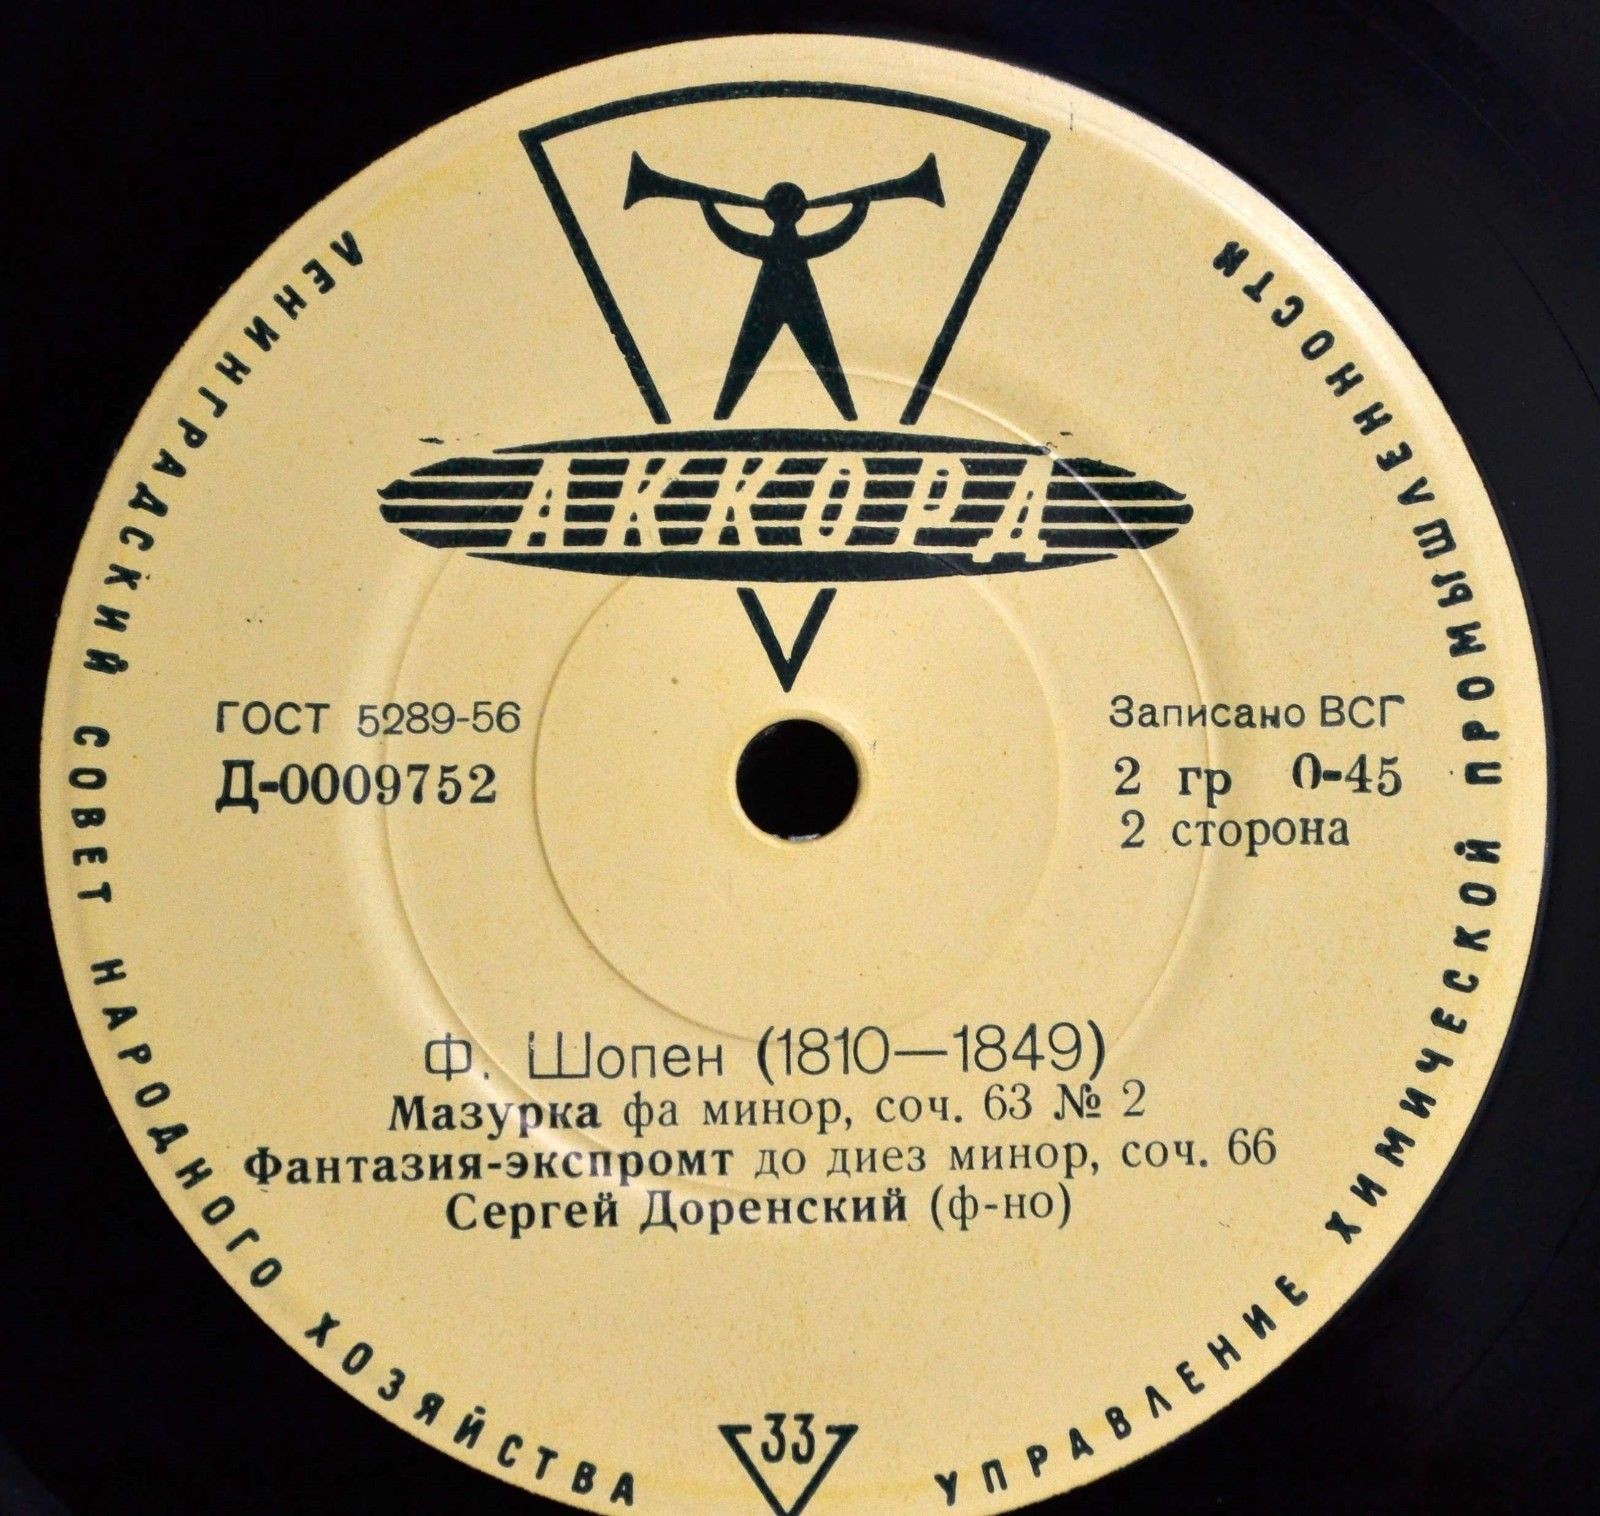 ЛЕНИНГРАДСКИЙ СОВЕТ НАРОДНОГО ХОЗЯЙСТВА
УПРАВЛЕНИЕ ХИМИЧЕСКОЙ ПРОМЫШЛЕННОСТИ
АККОРД
ГОСТ 5289-56
Д-0009752
Записано ВСГ
2 гр 0-45
2 сторона
Ф. Шопен (1810—1849)
Мазурка фа минор, соч. 63 № 2
Фантазия-экспромт до диез минор, соч. 66
Сергей Доренский (ф-но)
33